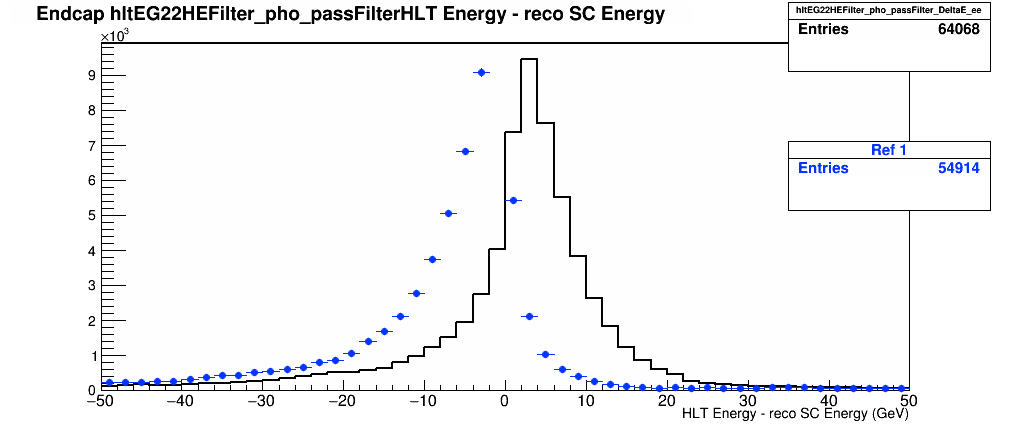 Endcap hltEG22HEFilter_pho_passFilterHLT Energy - reco SC Energy
hltEG22HEFilter_pho_passFilter_DeltaE_ee
Entries 64068
Ref 1
Entries 54914
×10³
9
8
7
6
5
4
3
2
1
0
−50 −40 −30 −20 −10 0 10 20 30 40 50
HLT Energy - reco SC Energy (GeV)